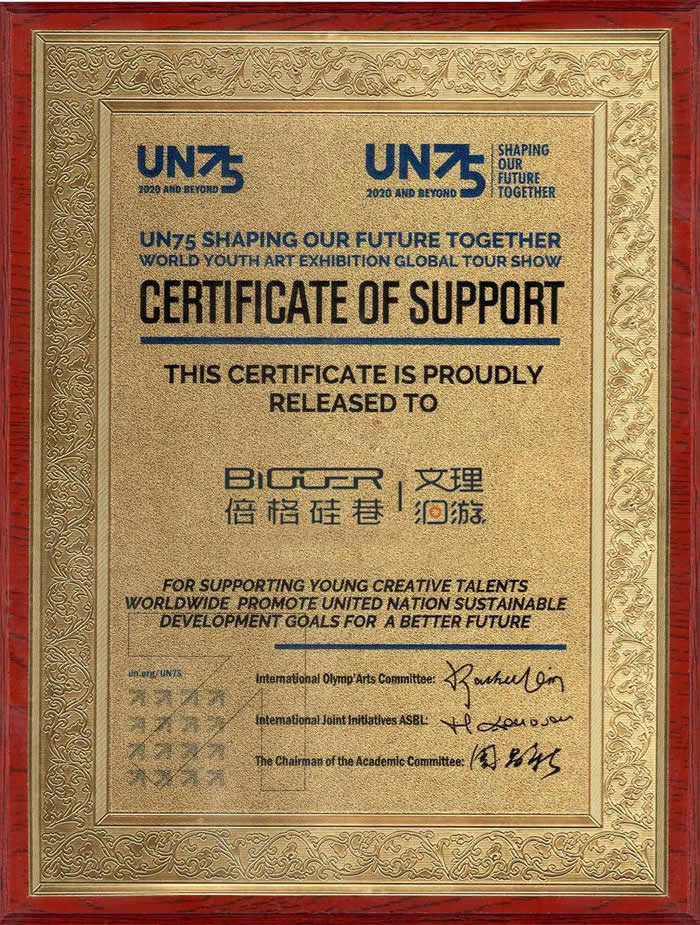 UN75
2020 AND BEYOND
UN75
2020 AND BEYOND
SHAPING
OUR
FUTURE
TOGETHER
UN75 SHAPING OUR FUTURE TOGETHER
WORLD YOUTH ART EXHIBITION GLOBAL TOUR SHOW
CERTIFICATE OF SUPPORT
THIS CERTIFICATE IS PROUDLY
RELEASED TO
BIGGER
倍格硅巷
文理
洄游
FOR SUPPORTING YOUNG CREATIVE TALENTS
WORLDWIDE PROMOTE UNITED NATION SUSTAINABLE
DEVELOPMENT GOALS FOR A BETTER FUTURE
un.org/UN75
International Olymp'Arts Committee:
International Joint Initiatives ASBL:
The Chairman of the Academic Committee: